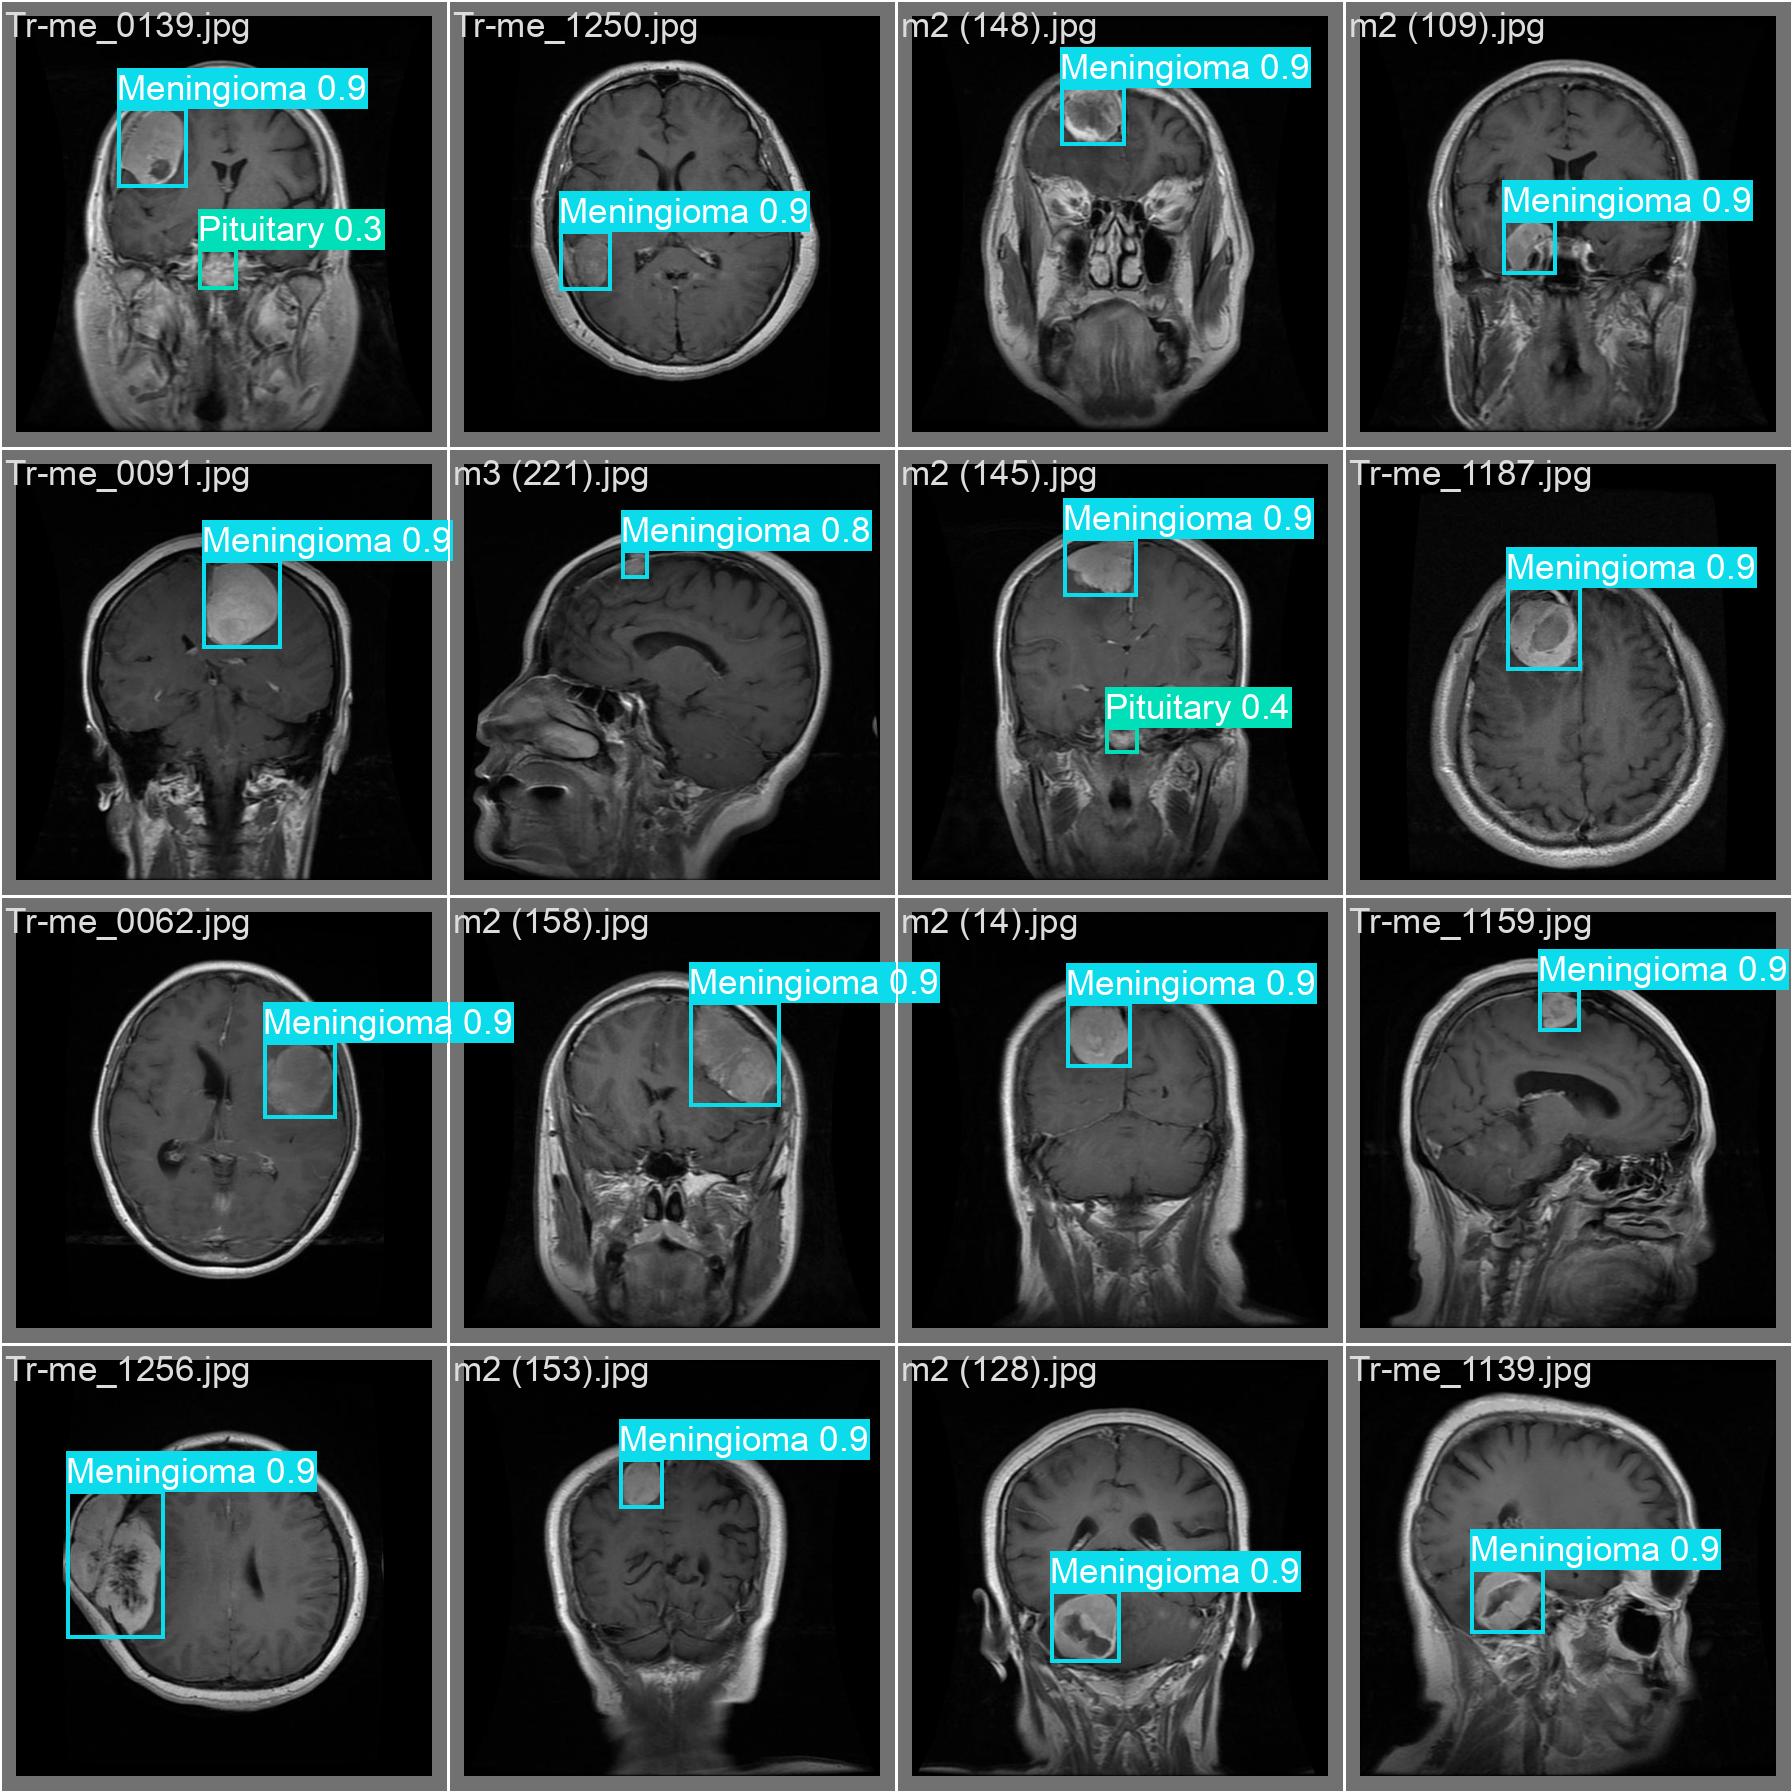 Tr-me_0139.jpg
Meningioma 0.9
Pituitary 0.3
Tr-me_1250.jpg
Meningioma 0.9
m2 (148).jpg
Meningioma 0.9
m2 (109).jpg
Meningioma 0.9
Tr-me_0091.jpg
Meningioma 0.9
m3 (221).jpg
Meningioma 0.8
m2 (145).jpg
Meningioma 0.9
Pituitary 0.4
Tr-me_1187.jpg
Meningioma 0.9
Tr-me_0062.jpg
Meningioma 0.9
m2 (158).jpg
Meningioma 0.9
m2 (14).jpg
Meningioma 0.9
Tr-me_1159.jpg
Meningioma 0.9
Tr-me_1256.jpg
Meningioma 0.9
m2 (153).jpg
Meningioma 0.9
m2 (128).jpg
Meningioma 0.9
Tr-me_1139.jpg
Meningioma 0.9